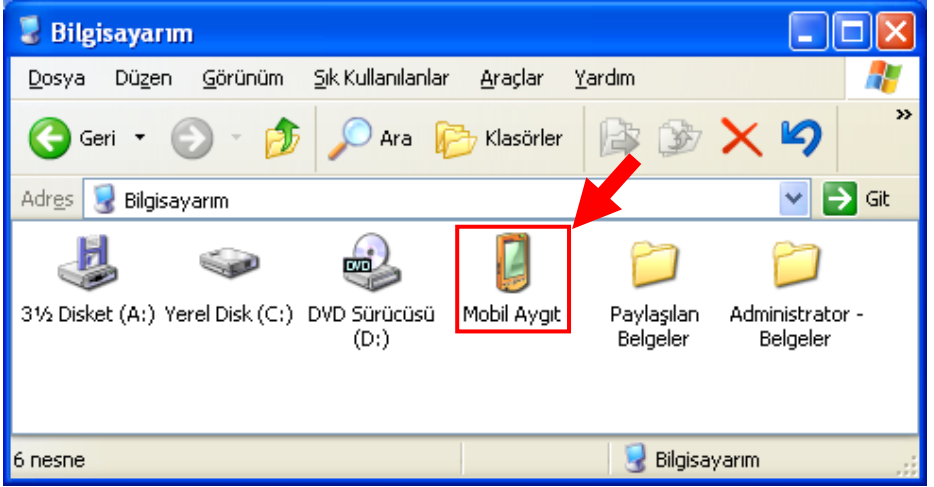 Bilgisayarım
Dosya Düzen Görünüm Sık Kullanılanlar Araçlar Yardım
Geri Ara Klasörler »
Adres Bilgisayarım Git
DVD
3½ Disket (A:) Yerel Disk (C:) DVD Sürücüsü Mobil Aygıt Paylaşılan Administrator -
(D:) Belgeler Belgeler
6 nesne Bilgisayarım